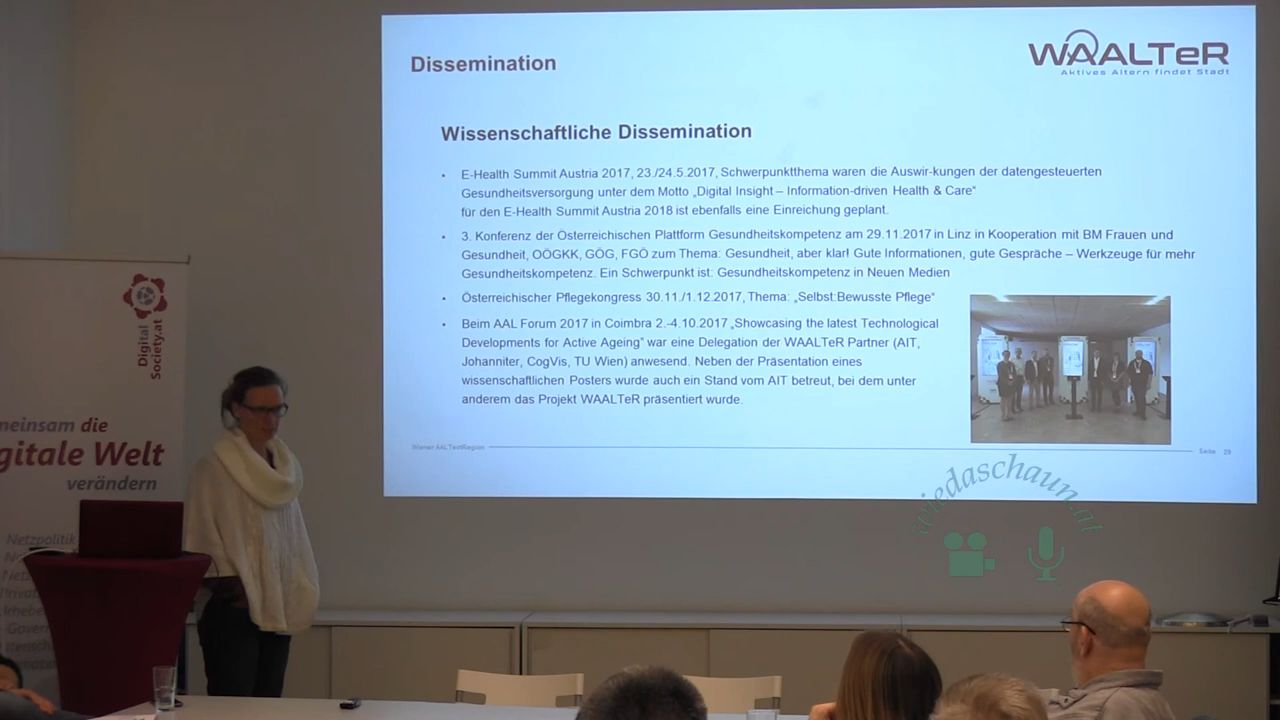 Dissemination
WAALTeR
Aktives Altern findet Stadt
Wissenschaftliche Dissemination
• E-Health Summit Austria 2017, 23./24.5.2017, Schwerpunktthema waren die Auswir-kungen der datengesteuerten
Gesundheitsversorgung unter dem Motto „Digital Insight – Information-driven Health & Care“
für den E-Health Summit Austria 2018 ist ebenfalls eine Einreichung geplant.
• 3. Konferenz der Österreichischen Plattform Gesundheitskompetenz am 29.11.2017 in Linz in Kooperation mit BM Frauen und
Gesundheit, OÖGKK, GÖG, FGÖ zum Thema: Gesundheit, aber klar! Gute Informationen, gute Gespräche – Werkzeuge für mehr
Gesundheitskompetenz. Ein Schwerpunkt ist: Gesundheitskompetenz in Neuen Medien
• Österreichischer Pflegekongress 30.11./1.12.2017, Thema: „Selbst:Bewusste Pflege“
• Beim AAL Forum 2017 in Coimbra 2.-4.10.2017 „Showcasing the latest Technological
Developments for Active Ageing“ war eine Delegation der WAALTeR Partner (AIT,
Johanniter, CogVis, TU Wien) anwesend. Neben der Präsentation eines
wissenschaftlichen Posters wurde auch ein Stand vom AIT betreut, bei dem unter
anderem das Projekt WAALTeR präsentiert wurde.
Wiener AAL TestRegion
Seite 29
wiedaschaun.at
Digital
Society.at
meinsam die
gitale Welt
verändern
Netzpolitik